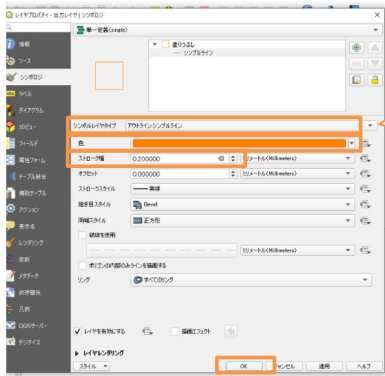 レイヤプロパティ - 出力レイヤ | シンボロジ
単一定義(single)
情報
ソース
シンボロジ
ラベル
ダイアグラム
3Dビュー
フィールド
属性フォーム
テーブル結合
補助テーブル
アクション
表示名
レンダリング
変数
メタデータ
依存関係
凡例
QGISサーバー
デジタイズ
塗りつぶし
シンプルライン
シンボルレイヤタイプ アウトライン:シンプルライン
色
ストローク幅 0.200000 ミリメートル(Millimeters)
オフセット 0.000000 ミリメートル(Millimeters)
ストロークスタイル 実線
継ぎ目スタイル Bevel
両端スタイル 正方形
破線を使用
ミリメートル(Millimeters)
ポリゴンの内部のみラインを描画する
リング すべてのリング
レイヤを有効にする 描画エフェクト
レイヤレンダリング
スタイル OK キャンセル 適用 ヘルプ